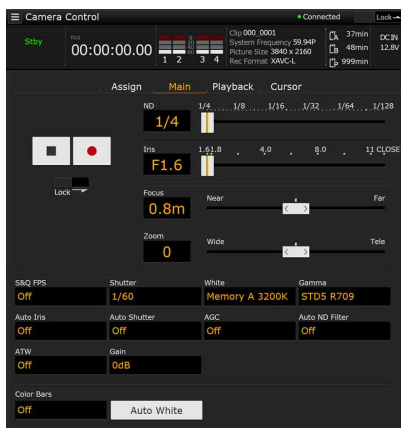 Camera Control
Connected
Lock
Stby
TCG
00:00:00.00
0
20
40
1 2 3 4
Clip 000_0001
System Frequency 59.94P
Picture Size 3840 x 2160
Rec Format XAVC-L
A 37min
B 48min
999min
DC IN
12.8V
Assign Main Playback Cursor
ND
1/4
1/4 1/8 1/16 1/32 1/64 1/128
Iris
F1.6
1.61.8 4.0 8.0 11 CLOSE
Lock
Focus
0.8m
Near Far
Zoom
0
Wide Tele
S&Q FPS Shutter White Gamma
Off 1/60 Memory A 3200K STD5 R709
Auto Iris Auto Shutter AGC Auto ND Filter
Off Off Off Off
ATW Gain
Off 0dB
Color Bars
Off Auto White